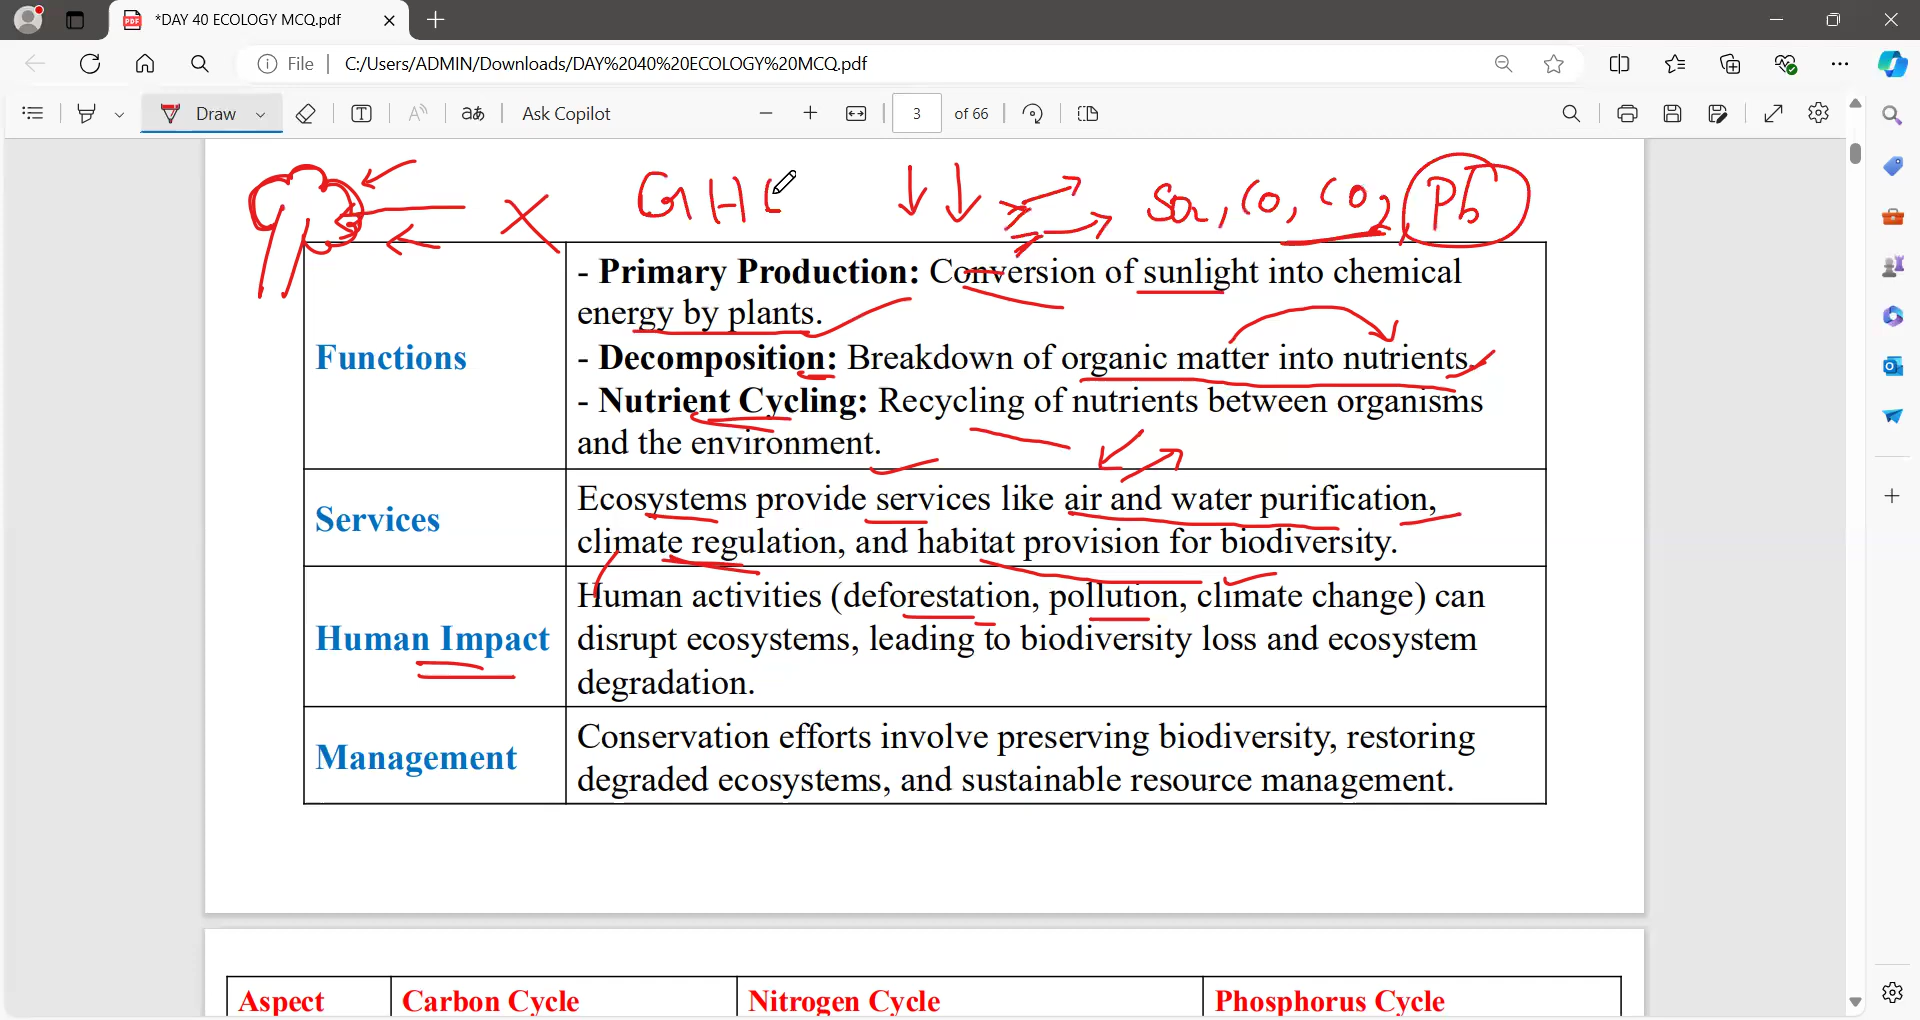 *DAY 40 ECOLOGY MCQ.pdf
File C:/Users/ADMIN/Downloads/DAY%2040%20ECOLOGY%20MCQ.pdf
Draw T aあ Ask Copilot 3 of 66
GH SO2, CO, CO2 Pb
Functions
- Primary Production: Conversion of sunlight into chemical
energy by plants.
- Decomposition: Breakdown of organic matter into nutrients.
- Nutrient Cycling: Recycling of nutrients between organisms
and the environment.
Services
Ecosystems provide services like air and water purification,
climate regulation, and habitat provision for biodiversity.
Human Impact
Human activities (deforestation, pollution, climate change) can
disrupt ecosystems, leading to biodiversity loss and ecosystem
degradation.
Management
Conservation efforts involve preserving biodiversity, restoring
degraded ecosystems, and sustainable resource management.
Aspect Carbon Cycle Nitrogen Cycle Phosphorus Cycle